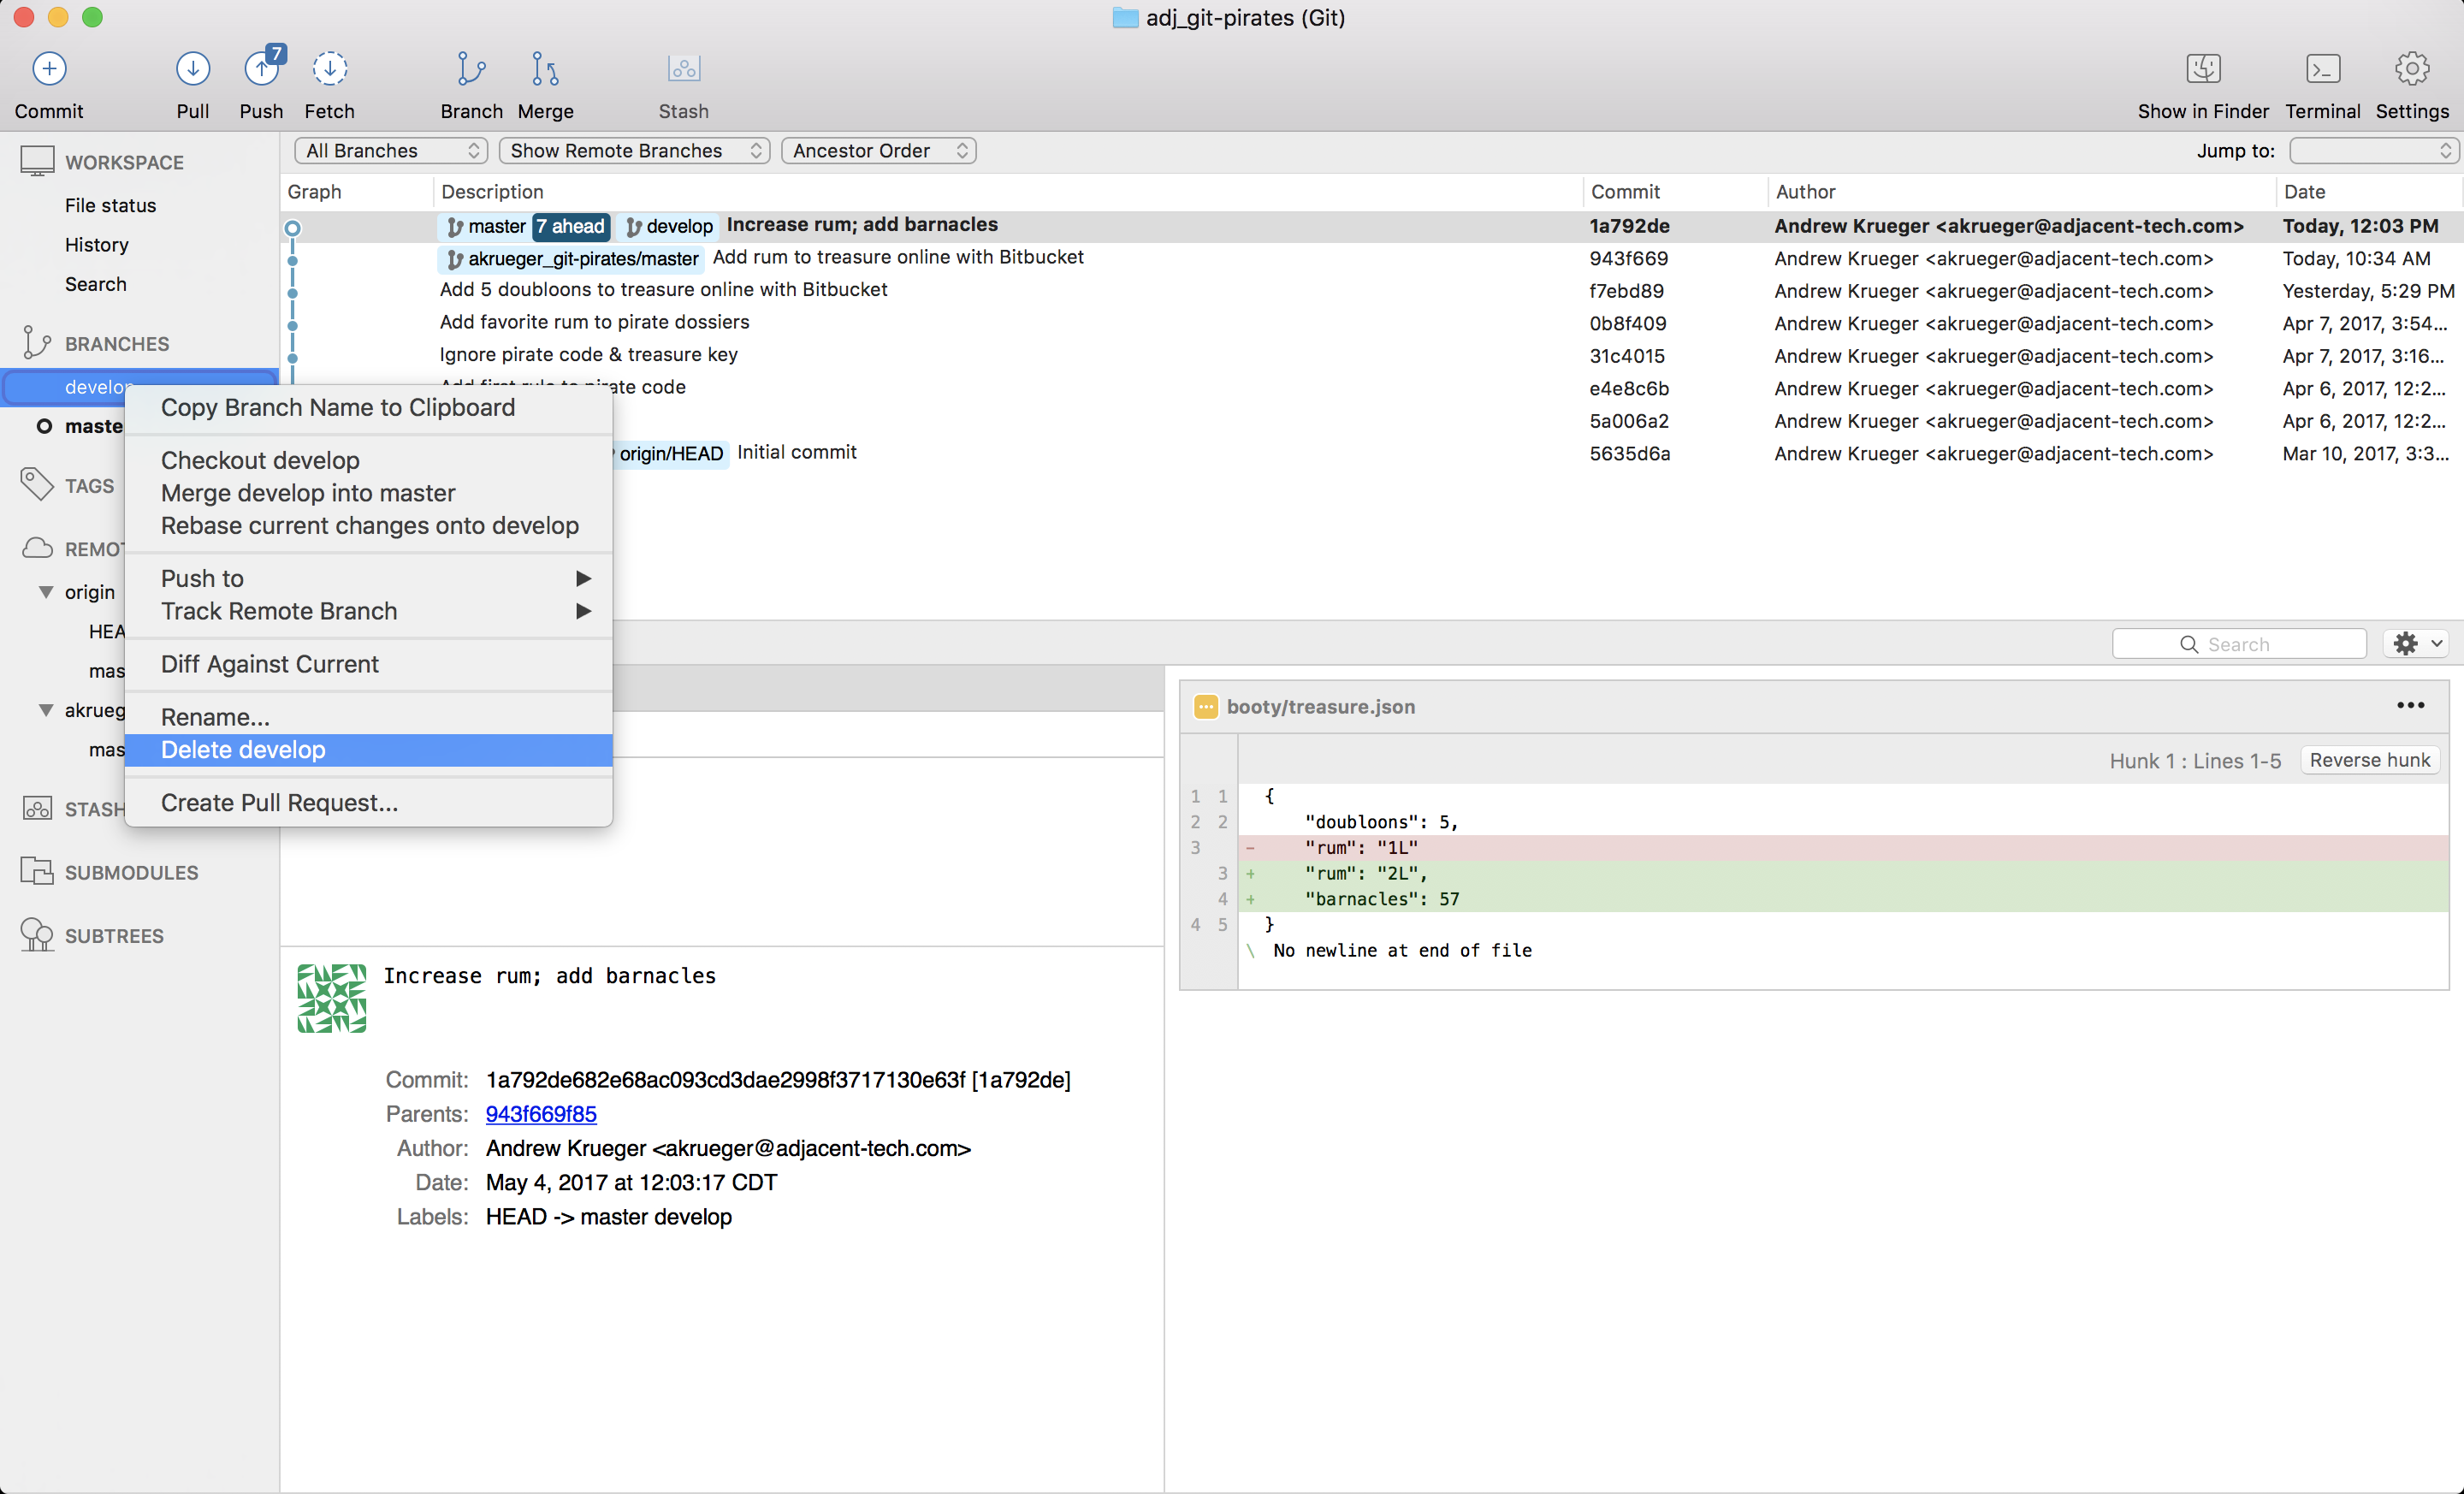 adj_git-pirates (Git)
7
Commit Pull Push Fetch Branch Merge Stash Show in Finder Terminal Settings
All Branches Show Remote Branches Ancestor Order Jump to:
WORKSPACE
File status
History
Search
BRANCHES
develop
TAGS
origin
SUBMODULES
SUBTREES
Graph Description Commit Author Date
master 7 ahead develop Increase rum; add barnacles 1a792de Andrew Krueger <akrueger@adjacent-tech.com> Today, 12:03 PM
akrueger_git-pirates/master Add rum to treasure online with Bitbucket 943f669 Andrew Krueger <akrueger@adjacent-tech.com> Today, 10:34 AM
Add 5 doubloons to treasure online with Bitbucket f7ebd89 Andrew Krueger <akrueger@adjacent-tech.com> Yesterday, 5:29 PM
Add favorite rum to pirate dossiers 0b8f409 Andrew Krueger <akrueger@adjacent-tech.com> Apr 7, 2017, 3:54...
Ignore pirate code & treasure key 31c4015 Andrew Krueger <akrueger@adjacent-tech.com> Apr 7, 2017, 3:16...
Add first rule to pirate code e4e8c6b Andrew Krueger <akrueger@adjacent-tech.com> Apr 6, 2017, 12:2...
5a006a2 Andrew Krueger <akrueger@adjacent-tech.com> Apr 6, 2017, 12:2...
origin/HEAD Initial commit 5635d6a Andrew Krueger <akrueger@adjacent-tech.com> Mar 10, 2017, 3:3...
Copy Branch Name to Clipboard
Checkout develop
Merge develop into master
Rebase current changes onto develop
Push to
Track Remote Branch
Diff Against Current
Rename...
Delete develop
Create Pull Request...
Search
booty/treasure.json
Hunk 1 : Lines 1-5 Reverse hunk
1 1 {
2 2 "doubloons": 5,
3 - "rum": "1L"
3 + "rum": "2L",
4 + "barnacles": 57
4 5 }
\ No newline at end of file
Increase rum; add barnacles
Commit: 1a792de682e68ac093cd3dae2998f3717130e63f [1a792de]
Parents: 943f669f85
Author: Andrew Krueger <akrueger@adjacent-tech.com>
Date: May 4, 2017 at 12:03:17 CDT
Labels: HEAD -> master develop